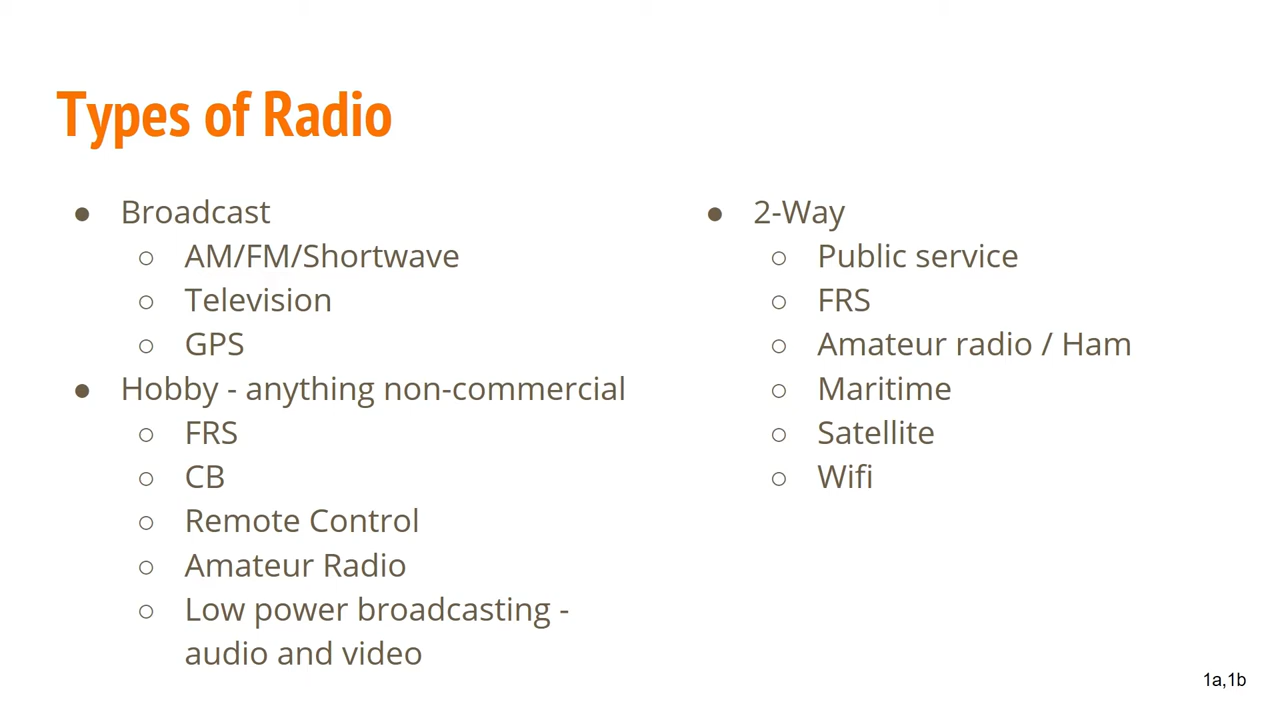 Types of Radio
● Broadcast
○ AM/FM/Shortwave
○ Television
○ GPS
● Hobby - anything non-commercial
○ FRS
○ CB
○ Remote Control
○ Amateur Radio
○ Low power broadcasting -
audio and video
● 2-Way
○ Public service
○ FRS
○ Amateur radio / Ham
○ Maritime
○ Satellite
○ Wifi
1a,1b